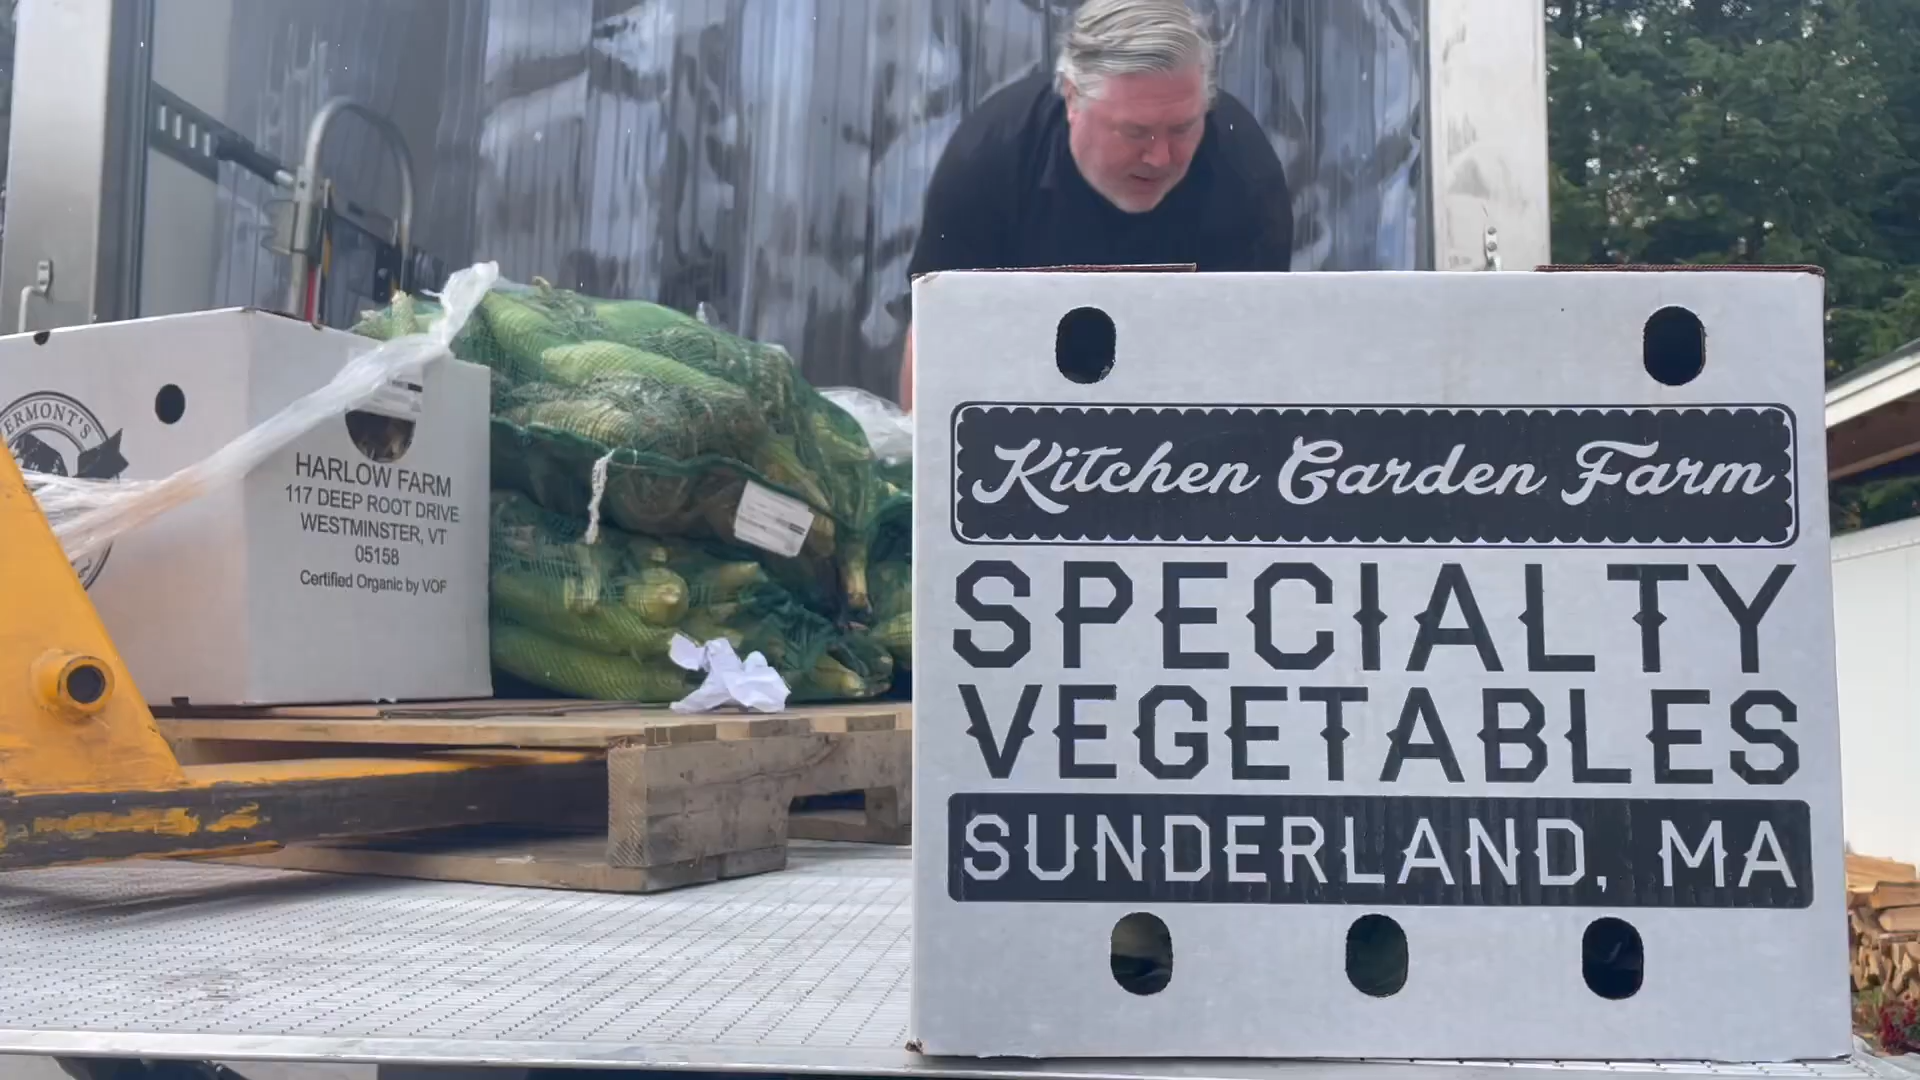 ERMONT'S
HARLOW FARM
117 DEEP ROOT DRIVE
WESTMINSTER, VT
05158
Certified Organic by VOF
Kitchen Garden Farm
SPECIALTY
VEGETABLES
SUNDERLAND, MA